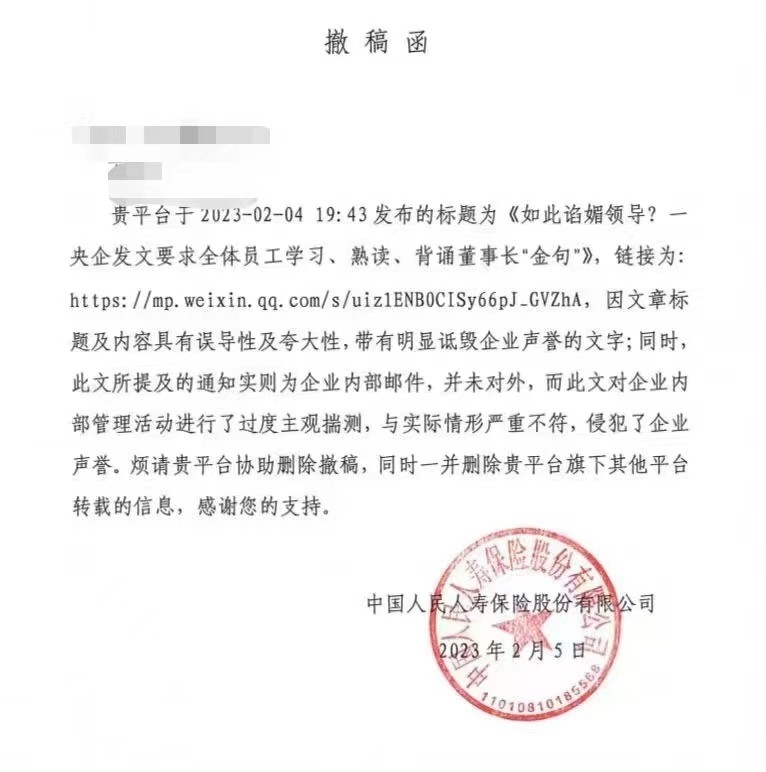 撤稿函
贵平台于 2023-02-04 19:43 发布的标题为《如此谄媚领导？一
央企发文要求全体员工学习、熟读、背诵董事长"金句"》，链接为：
https://mp.weixin.qq.com/s/uiz1ENB0CISy66pJ_GVZhA，因文章标
题及内容具有误导性及夸大性，带有明显诋毁企业声誉的文字；同时，
此文所提及的通知实则为企业内部邮件，并未对外，而此文对企业内
部管理活动进行了过度主观揣测，与实际情形严重不符，侵犯了企业
声誉。烦请贵平台协助删除撤稿，同时一并删除贵平台旗下其他平台
转载的信息，感谢您的支持。
中国人民人寿保险股份有限公司
2023 年 2 月 5 日
中国人民人寿保险股份有限公司
11010810185568